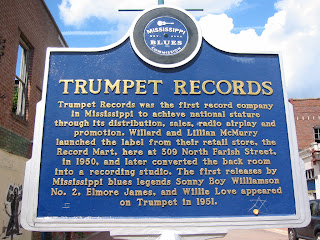 MISSISSIPPI
BLUES
COMMISSION
TRUMPET RECORDS
Trumpet Records was the first record company
in Mississippi to achieve national stature
through its distribution, sales, radio airplay and
promotion. Willard and Lillian McMurry
launched the label from their retail store, the
Record Mart, here at 309 North Farish Street,
in 1950, and later converted the back room
into a recording studio. The first releases by
Mississippi blues legends Sonny Boy Williamson
No. 2, Elmore James, and Willie Love appeared
on Trumpet in 1951.